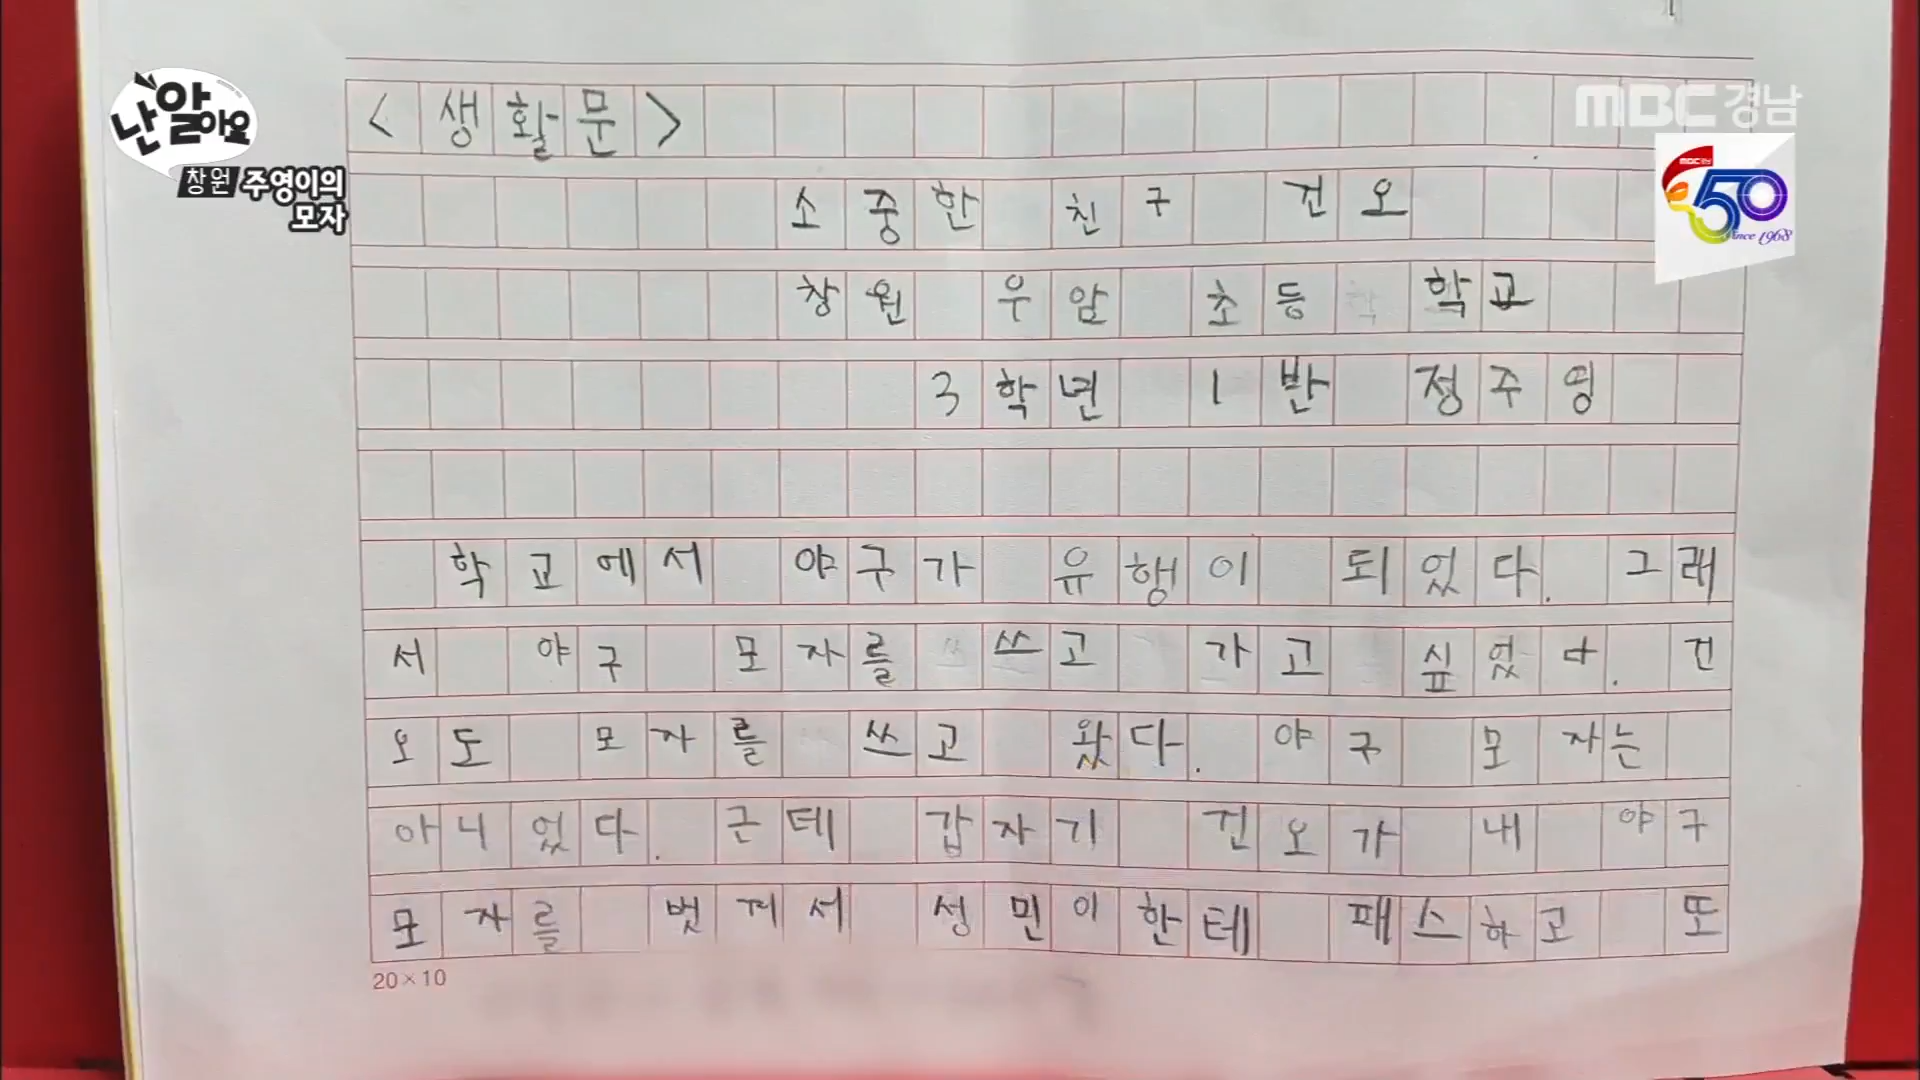 난 알아요
창원 주영이의
모자
MBC 경남
MBC경남
50
since 1968
<생활문>
소중한 친구 건오
창원 우암 초등 학교
3학년 1반 정주영
학교에서 야구가 유행이 되었다. 그래
서 야구 모자를 쓰고 가고 싶었다. 건
오도 모자를 쓰고 왔다. 야구 모자는
아니었다. 근데 갑자기 건오가 내 야구
모자를 벗겨서 성민이한테 패스하고 또
20×10